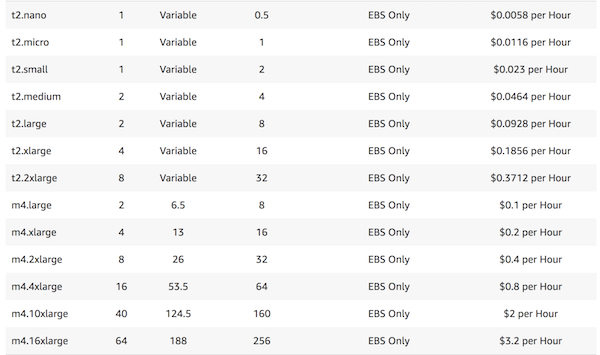 t2.nano 1 Variable 0.5 EBS Only $0.0058 per Hour
t2.micro 1 Variable 1 EBS Only $0.0116 per Hour
t2.small 1 Variable 2 EBS Only $0.023 per Hour
t2.medium 2 Variable 4 EBS Only $0.0464 per Hour
t2.large 2 Variable 8 EBS Only $0.0928 per Hour
t2.xlarge 4 Variable 16 EBS Only $0.1856 per Hour
t2.2xlarge 8 Variable 32 EBS Only $0.3712 per Hour
m4.large 2 6.5 8 EBS Only $0.1 per Hour
m4.xlarge 4 13 16 EBS Only $0.2 per Hour
m4.2xlarge 8 26 32 EBS Only $0.4 per Hour
m4.4xlarge 16 53.5 64 EBS Only $0.8 per Hour
m4.10xlarge 40 124.5 160 EBS Only $2 per Hour
m4.16xlarge 64 188 256 EBS Only $3.2 per Hour